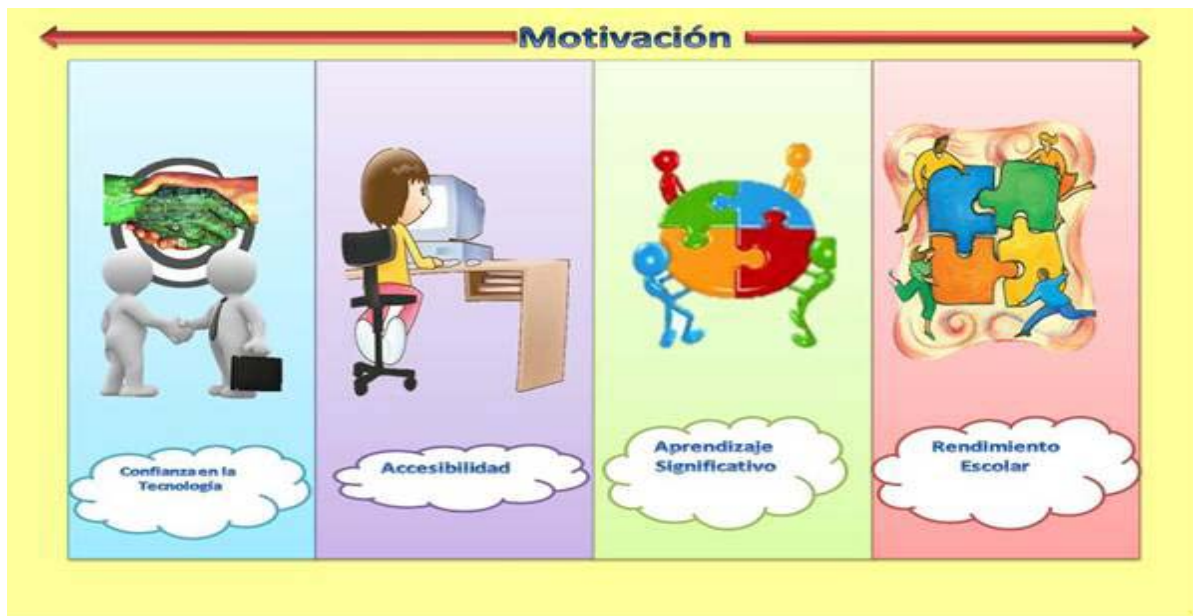 Motivación
Confianza en la
Tecnología
Accesibilidad
Aprendizaje
Significativo
Rendimiento
Escolar